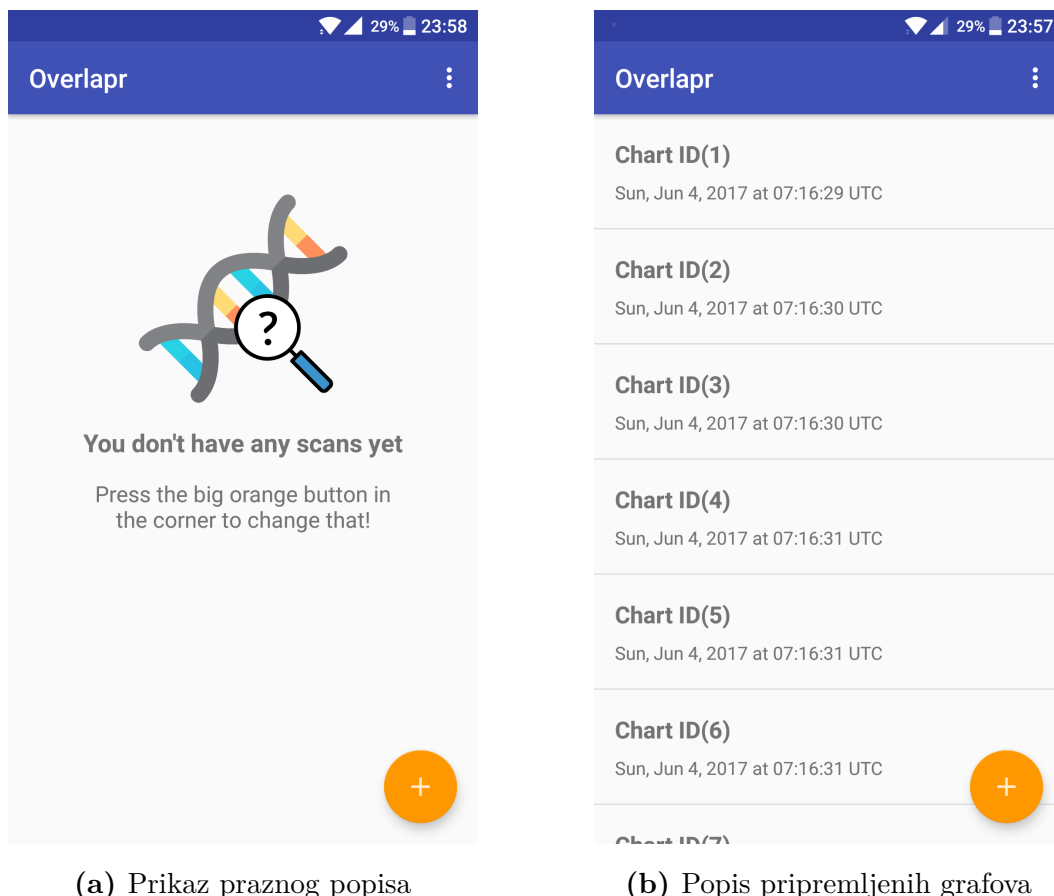 29% 23:58
Overlapr
?
You don't have any scans yet
Press the big orange button in
the corner to change that!
+
(a) Prikaz praznog popisa
29% 23:57
Overlapr
Chart ID(1)
Sun, Jun 4, 2017 at 07:16:29 UTC
Chart ID(2)
Sun, Jun 4, 2017 at 07:16:30 UTC
Chart ID(3)
Sun, Jun 4, 2017 at 07:16:30 UTC
Chart ID(4)
Sun, Jun 4, 2017 at 07:16:31 UTC
Chart ID(5)
Sun, Jun 4, 2017 at 07:16:31 UTC
Chart ID(6)
Sun, Jun 4, 2017 at 07:16:31 UTC
+
Chart ID(7)
(b) Popis pripremljenih grafova